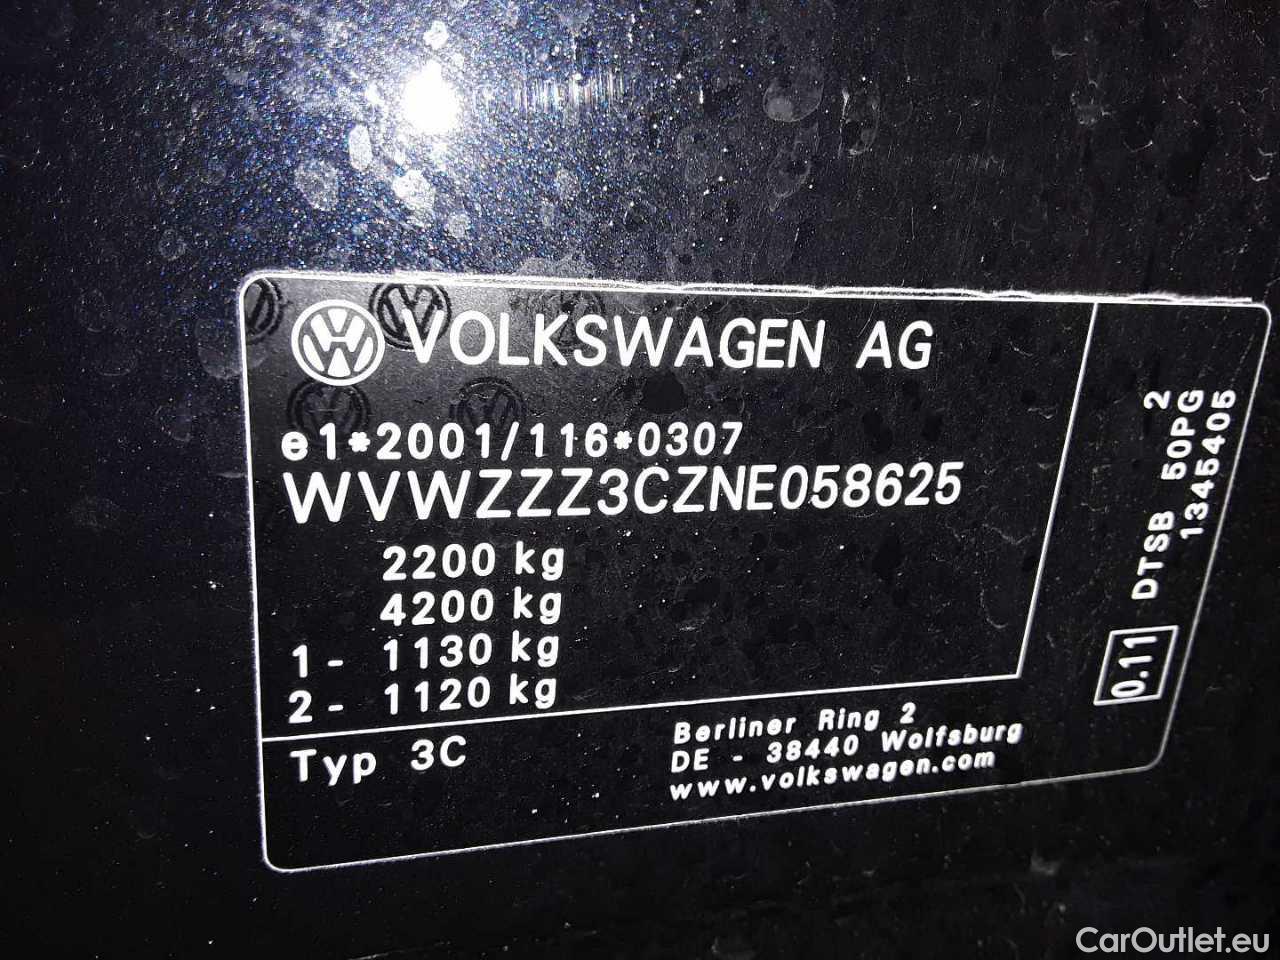 VOLKSWAGEN AG
e1*2001/116*0307
WVWZZZ3CZNE058625
2200 kg
4200 kg
1 - 1130 kg
2 - 1120 kg
Typ 3C
Berliner Ring 2
DE - 38440 Wolfsburg
www.volkswagen.com
0.11
DTSB 50PG 2
1345405
CarOutlet.eu